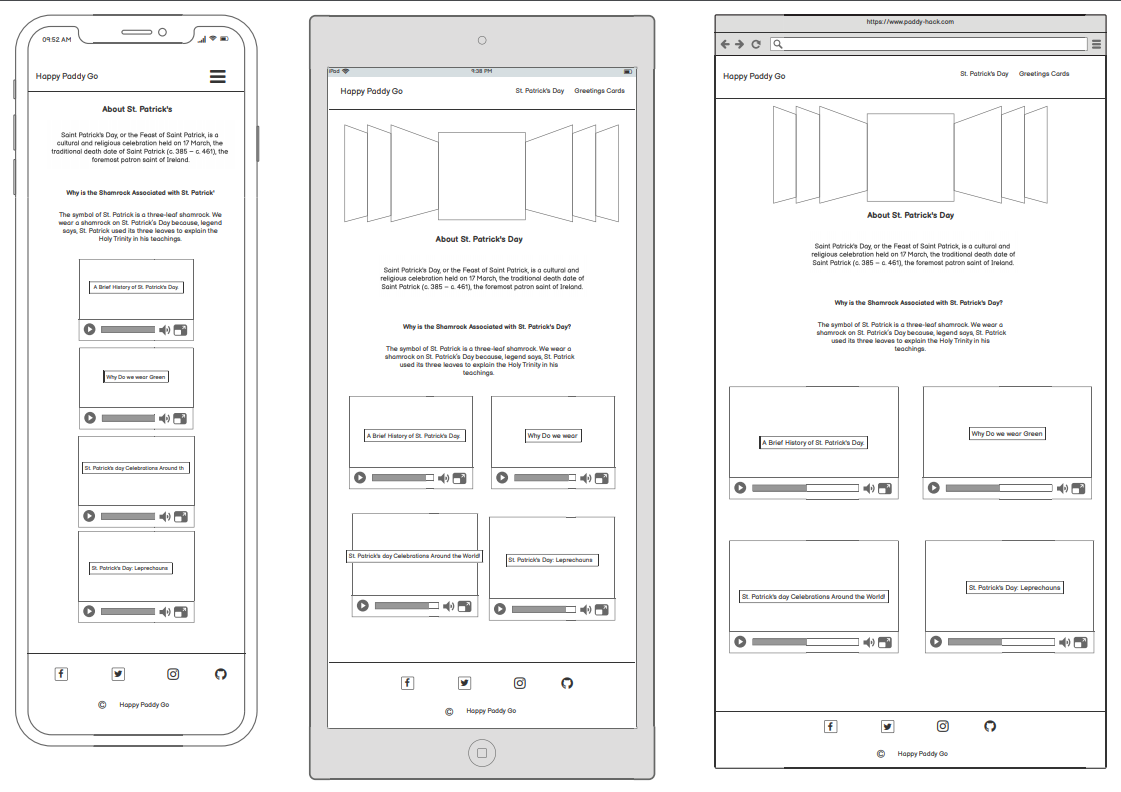 09:52 AM
Happy Paddy Go
About St. Patrick's
Saint Patrick's Day, or the Feast of Saint Patrick, is a
cultural and religious celebration held on 17 March, the
traditional death date of Saint Patrick (c. 385 – c. 461), the
foremost patron saint of Ireland.
Why is the Shamrock Associated with St. Patrick'
The symbol of St. Patrick is a three-leaf shamrock. We
wear a shamrock on St. Patrick's Day because, legend
says, St. Patrick used its three leaves to explain the
Holy Trinity in his teachings.
A Brief History of St. Patrick's Day.
Why Do we wear Green
St. Patrick's day Celebrations Around th
St. Patrick's Day: Leprechauns
© Happy Paddy Go
iPad
9:38 PM
Happy Paddy Go
St. Patrick's Day Greetings Cards
About St. Patrick's Day
Saint Patrick's Day, or the Feast of Saint Patrick, is a cultural and
religious celebration held on 17 March, the traditional death date of
Saint Patrick (c. 385 – c. 461), the foremost patron saint of Ireland.
Why is the Shamrock Associated with St. Patrick's Day?
The symbol of St. Patrick is a three-leaf shamrock. We wear a
shamrock on St. Patrick's Day because, legend says, St. Patrick
used its three leaves to explain the Holy Trinity in his
teachings.
A Brief History of St. Patrick's Day.
Why Do we wear
St. Patrick's day Celebrations Around the World!
St. Patrick's Day: Leprechauns
© Happy Paddy Go
https://www.paddy-hack.com
Happy Paddy Go
St. Patrick's Day Greetings Cards
About St. Patrick's Day
Saint Patrick's Day, or the Feast of Saint Patrick, is a cultural and
religious celebration held on 17 March, the traditional death date of
Saint Patrick (c. 385 – c. 461), the foremost patron saint of Ireland.
Why is the Shamrock Associated with St. Patrick's Day?
The symbol of St. Patrick is a three-leaf shamrock. We wear a
shamrock on St. Patrick's Day because, legend says, St. Patrick
used its three leaves to explain the Holy Trinity in his
teachings.
A Brief History of St. Patrick's Day.
Why Do we wear Green
St. Patrick's day Celebrations Around the World!
St. Patrick's Day: Leprechauns
© Happy Paddy Go